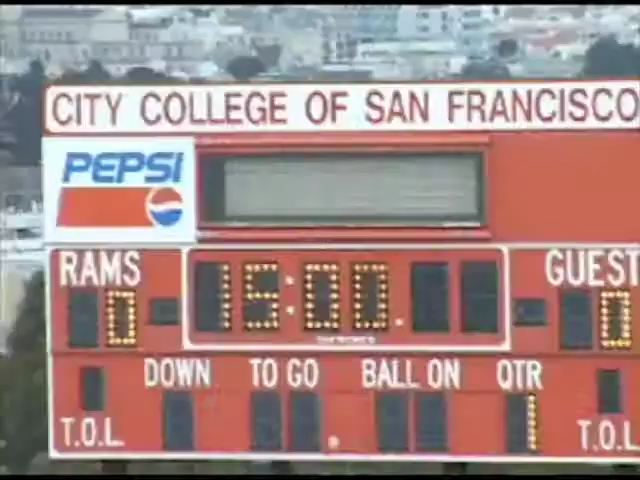 CITY COLLEGE OF SAN FRANCISCO
PEPSI
RAMS 15:00. GUEST
0 0
DOWN TO GO BALL ON QTR
1
T.O.L. T.O.L